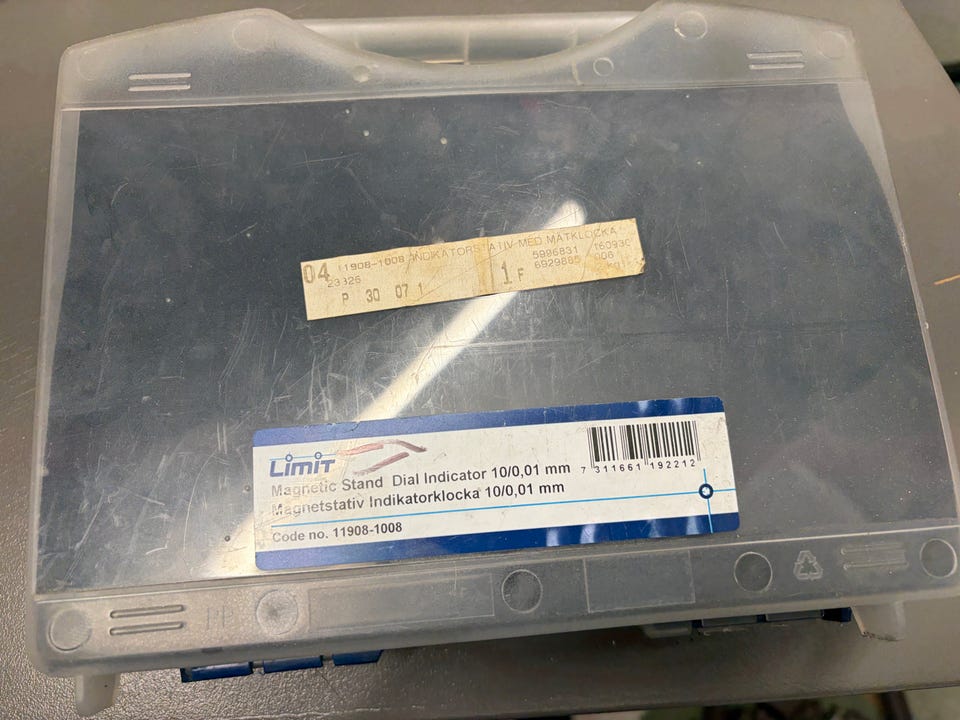 04 11908-1008 INDIKATORSTATIV MED MÄTKLOCKA
23326 5996831 160930
P 30 07 1 1 F 6929885 006
kg
LIMIT
Magnetic Stand Dial Indicator 10/0,01 mm
Magnetstativ Indikatorklocka 10/0,01 mm
Code no. 11908-1008
7 311661 192212